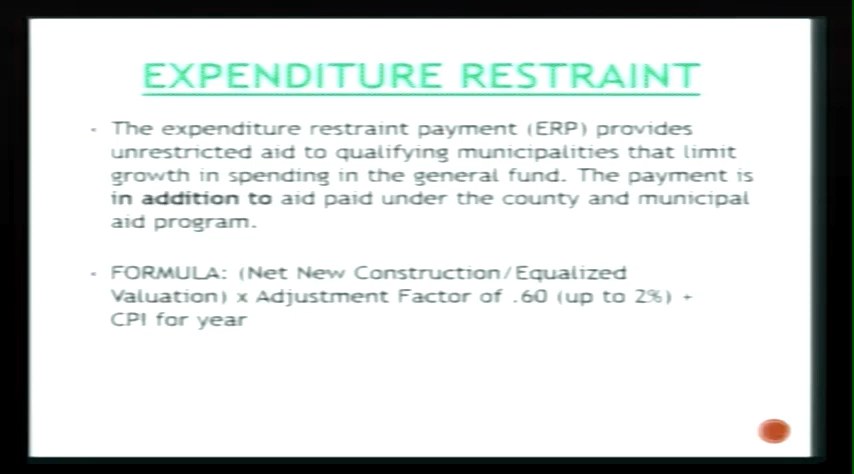 EXPENDITURE RESTRAINT
• The expenditure restraint payment (ERP) provides
unrestricted aid to qualifying municipalities that limit
growth in spending in the general fund. The payment is
in addition to aid paid under the county and municipal
aid program.
• FORMULA: (Net New Construction/Equalized
Valuation) x Adjustment Factor of .60 (up to 2%) +
CPI for year